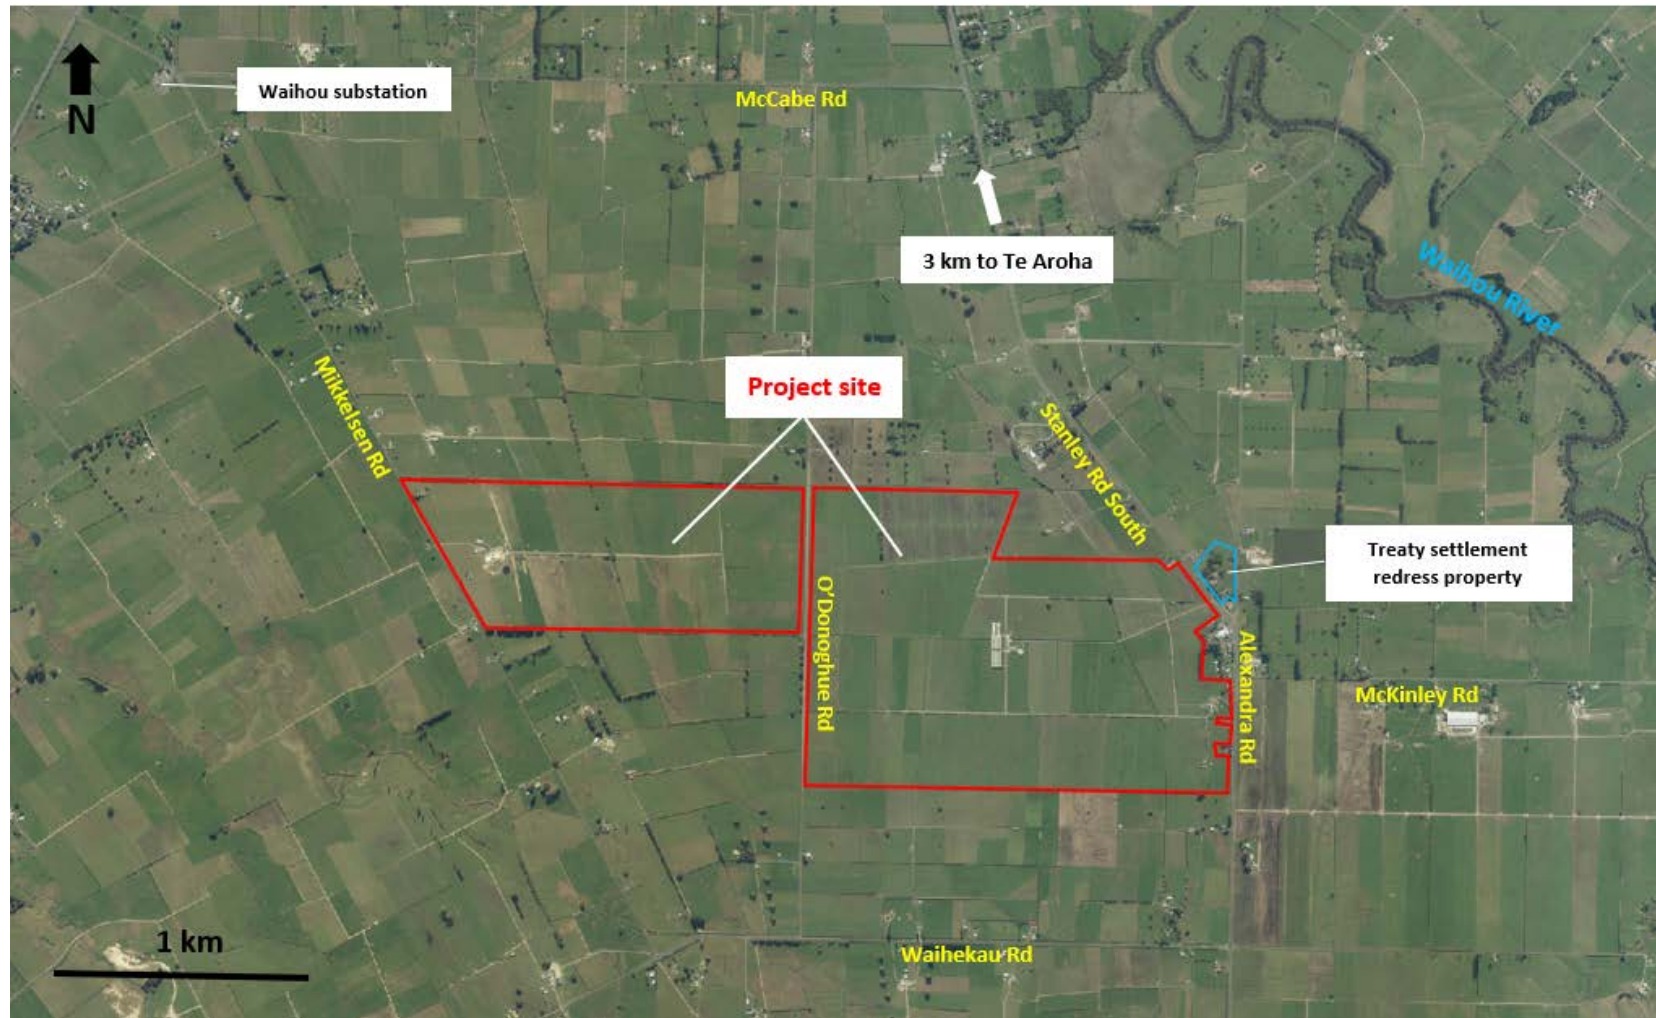 N
Waihou substation
McCabe Rd
3 km to Te Aroha
Waihou River
Mikkelsen Rd
Project site
Stanley Rd South
Treaty settlement
redress property
O'Donoghue Rd
Alexandra Rd
McKinley Rd
1 km
Waihekau Rd